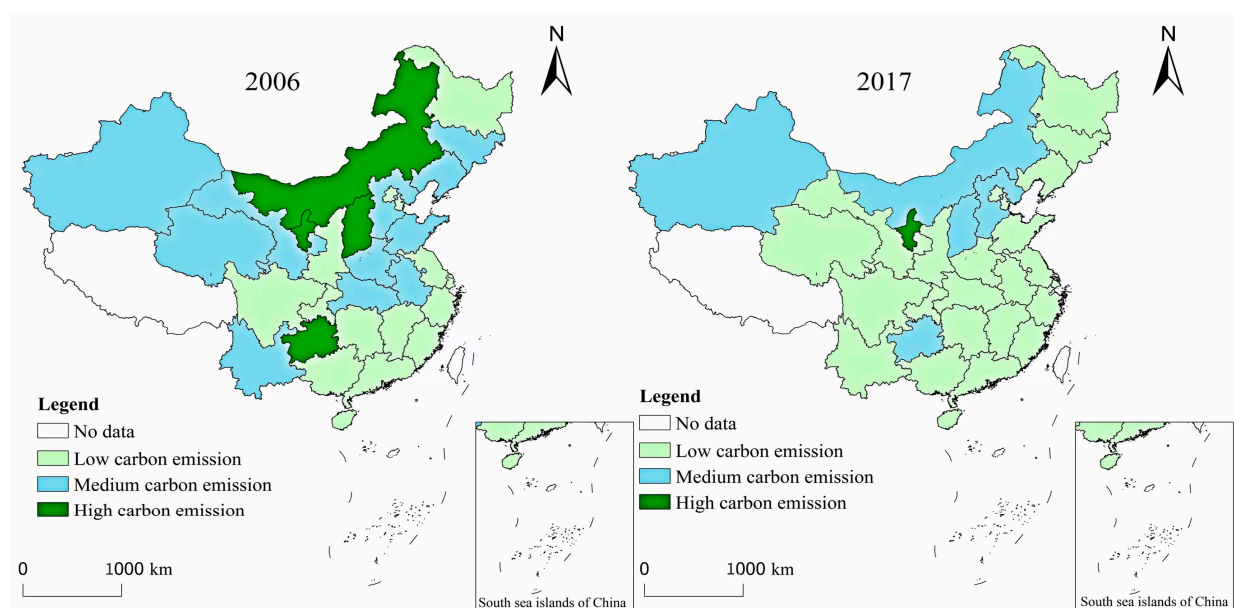 2006
N
Legend
No data
Low carbon emission
Medium carbon emission
High carbon emission
0 1000 km
South sea islands of China
2017
N
Legend
No data
Low carbon emission
Medium carbon emission
High carbon emission
0 1000 km
South sea islands of China